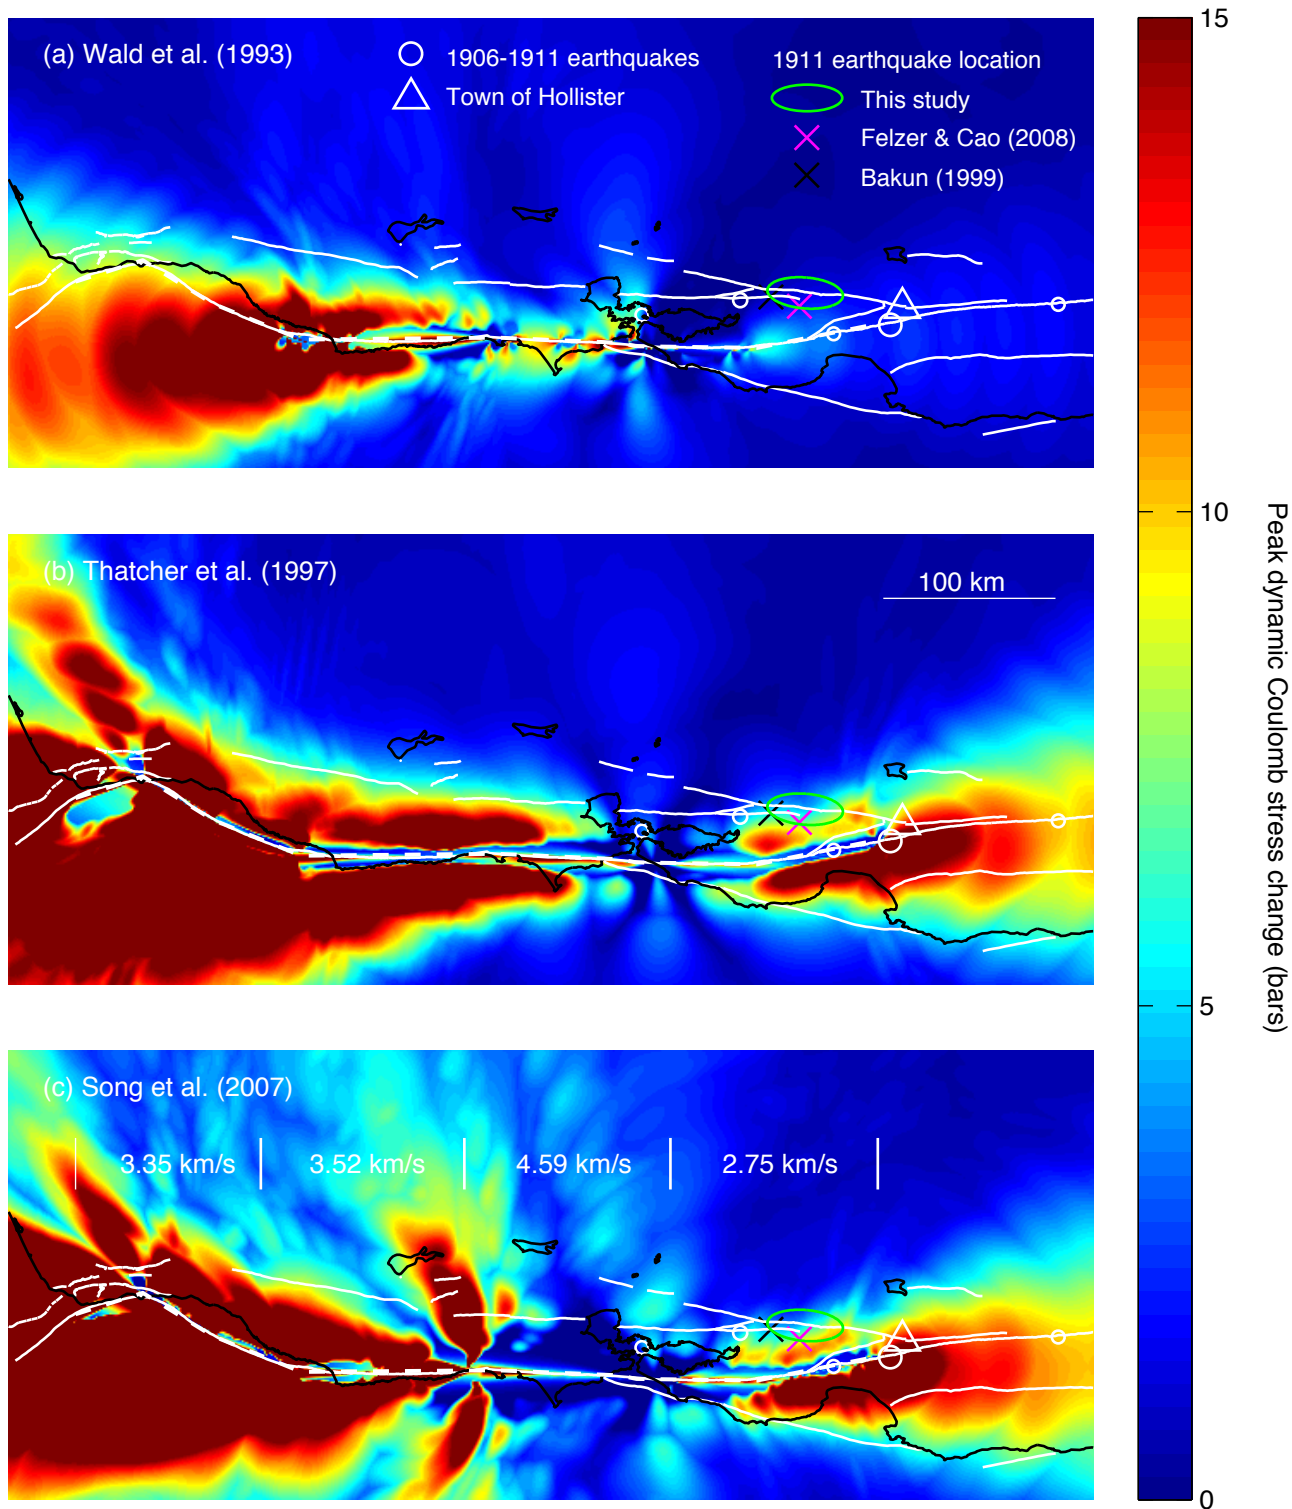 (a) Wald et al. (1993)
1906-1911 earthquakes
Town of Hollister
1911 earthquake location
This study
Felzer & Cao (2008)
Bakun (1999)
(b) Thatcher et al. (1997)
100 km
(c) Song et al. (2007)
3.35 km/s
3.52 km/s
4.59 km/s
2.75 km/s
15
10
5
0
Peak dynamic Coulomb stress change (bars)